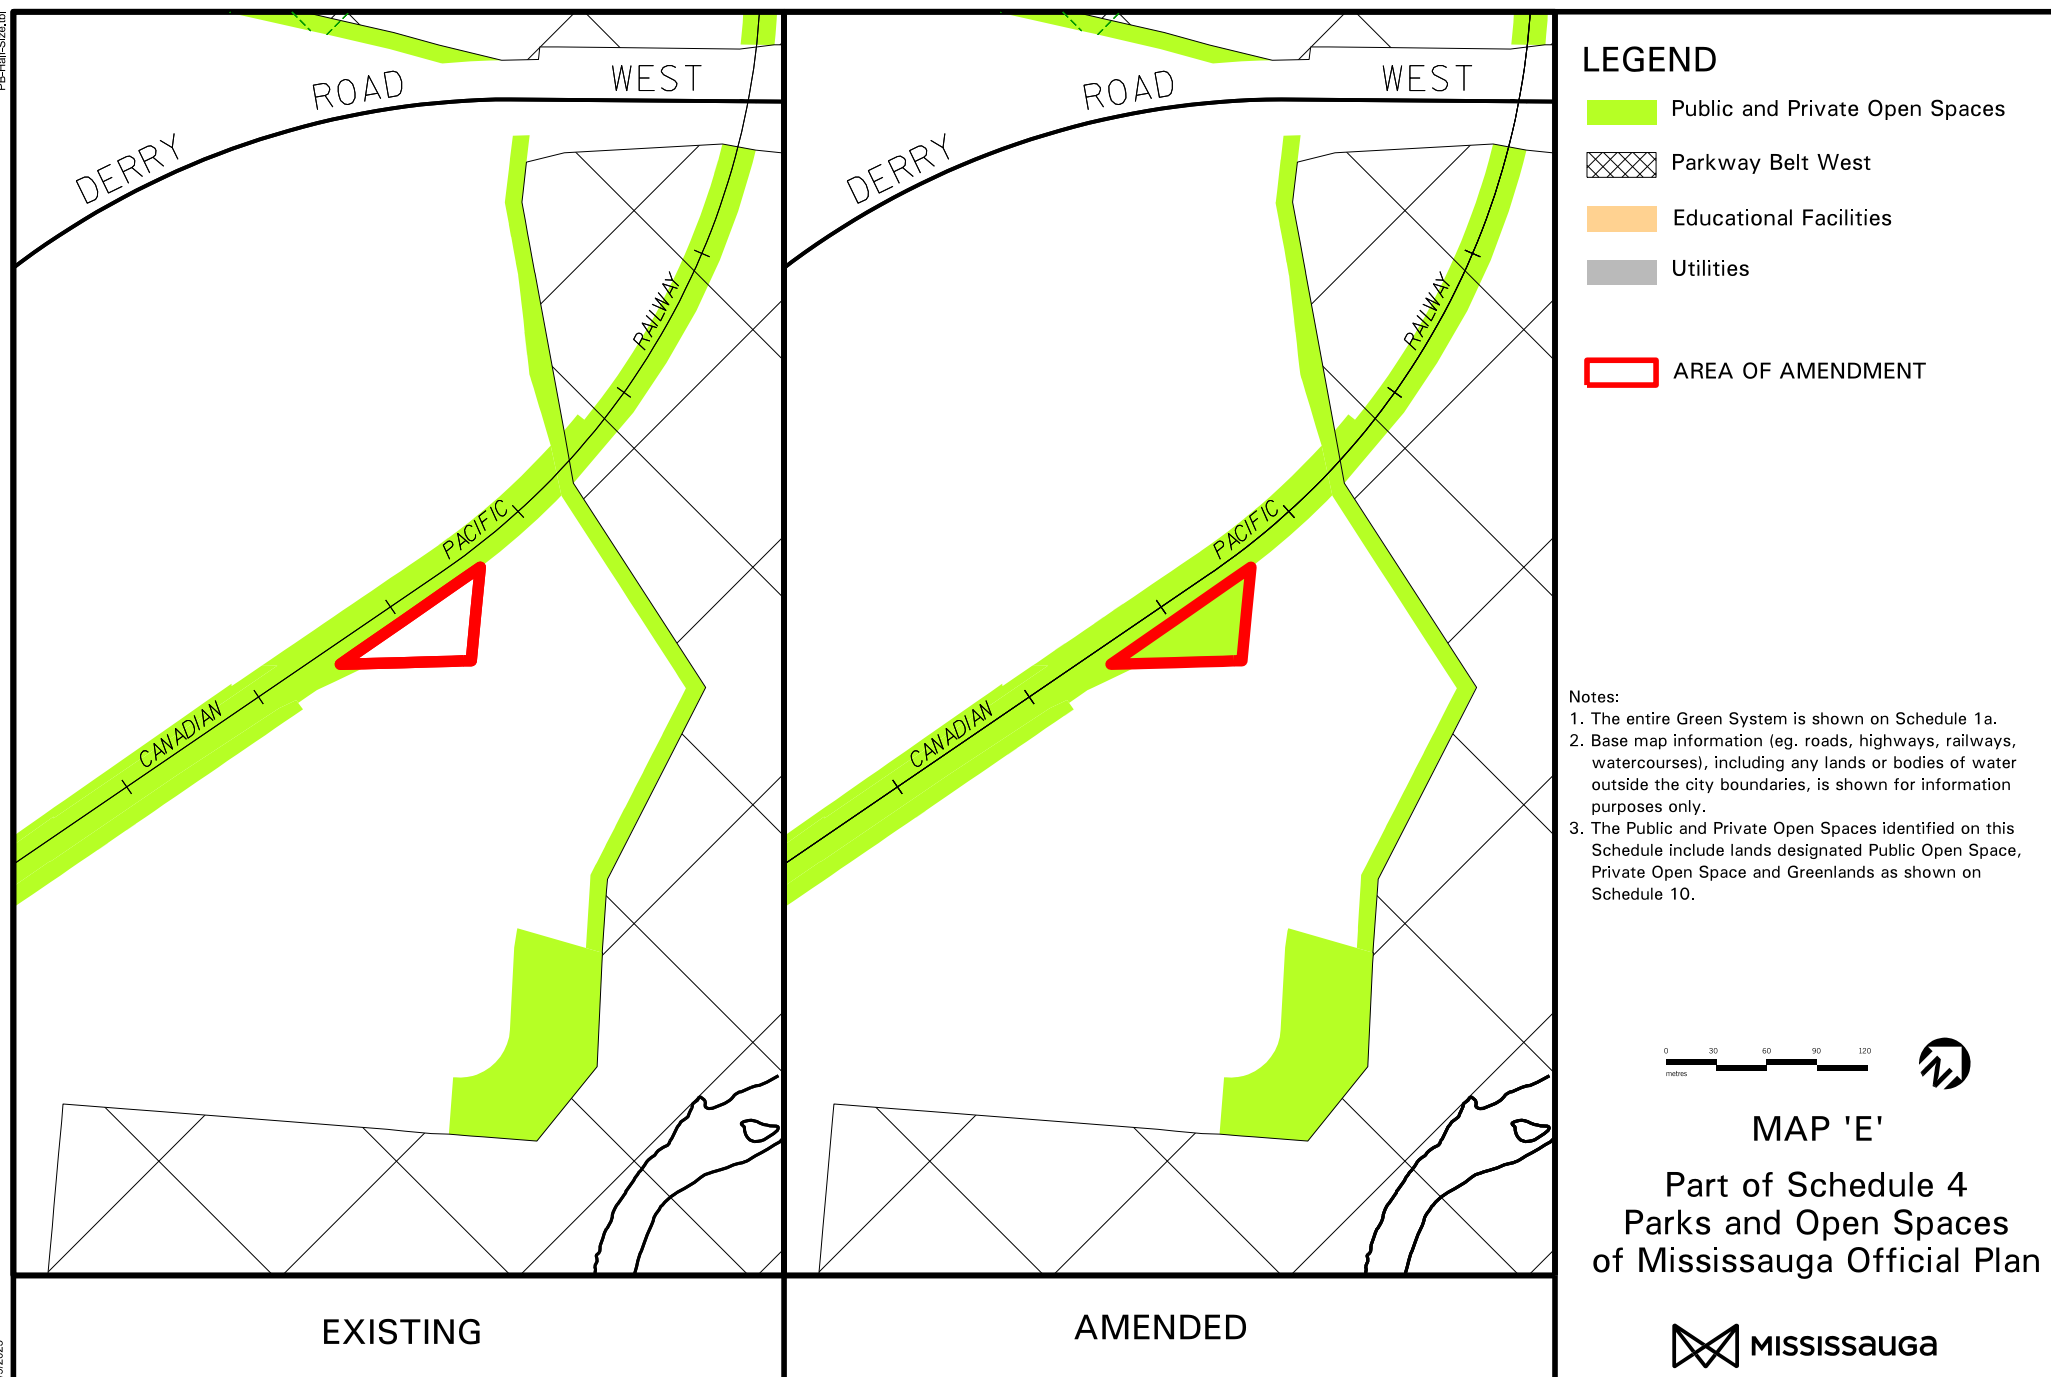 DERRY ROAD WEST
RAILWAY
PACIFIC
CANADIAN
EXISTING
DERRY ROAD WEST
RAILWAY
PACIFIC
CANADIAN
AMENDED
LEGEND
Public and Private Open Spaces
Parkway Belt West
Educational Facilities
Utilities
AREA OF AMENDMENT
Notes:
1. The entire Green System is shown on Schedule 1a.
2. Base map information (eg. roads, highways, railways,
watercourses), including any lands or bodies of water
outside the city boundaries, is shown for information
purposes only.
3. The Public and Private Open Spaces identified on this
Schedule include lands designated Public Open Space,
Private Open Space and Greenlands as shown on
Schedule 10.
0 30 60 90 120
metres
MAP 'E'
Part of Schedule 4
Parks and Open Spaces
of Mississauga Official Plan
MISSISSAUGA